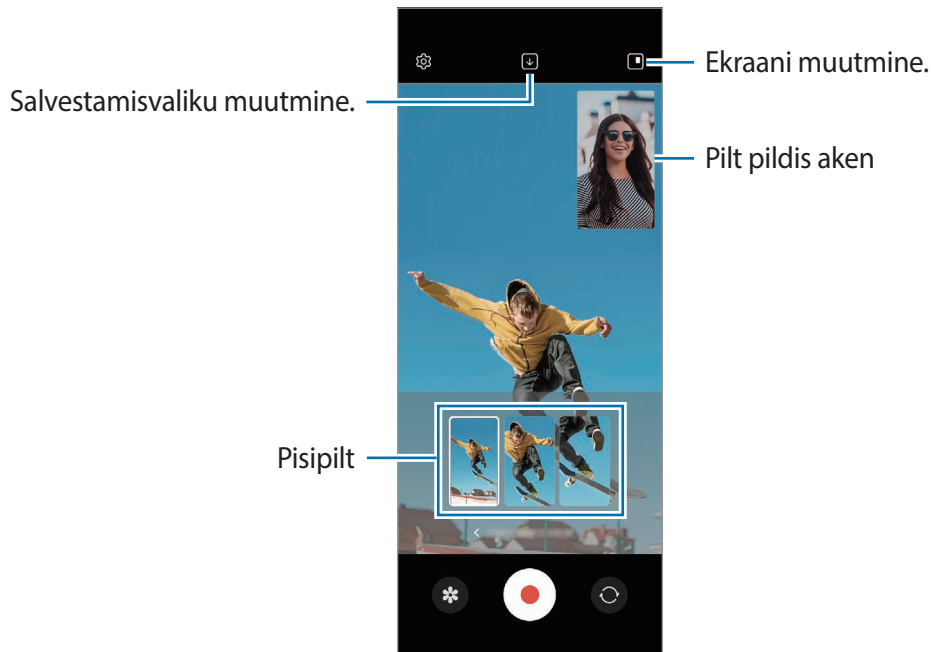 Ekraani muutmine.
Salvestamisvaliku muutmine.
Pilt pildis aken
Pisipilt